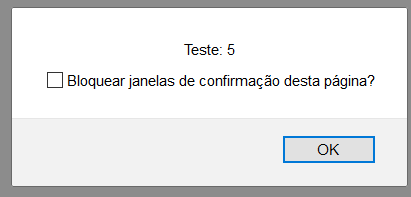 Teste: 5
Bloquear janelas de confirmação desta página?
OK